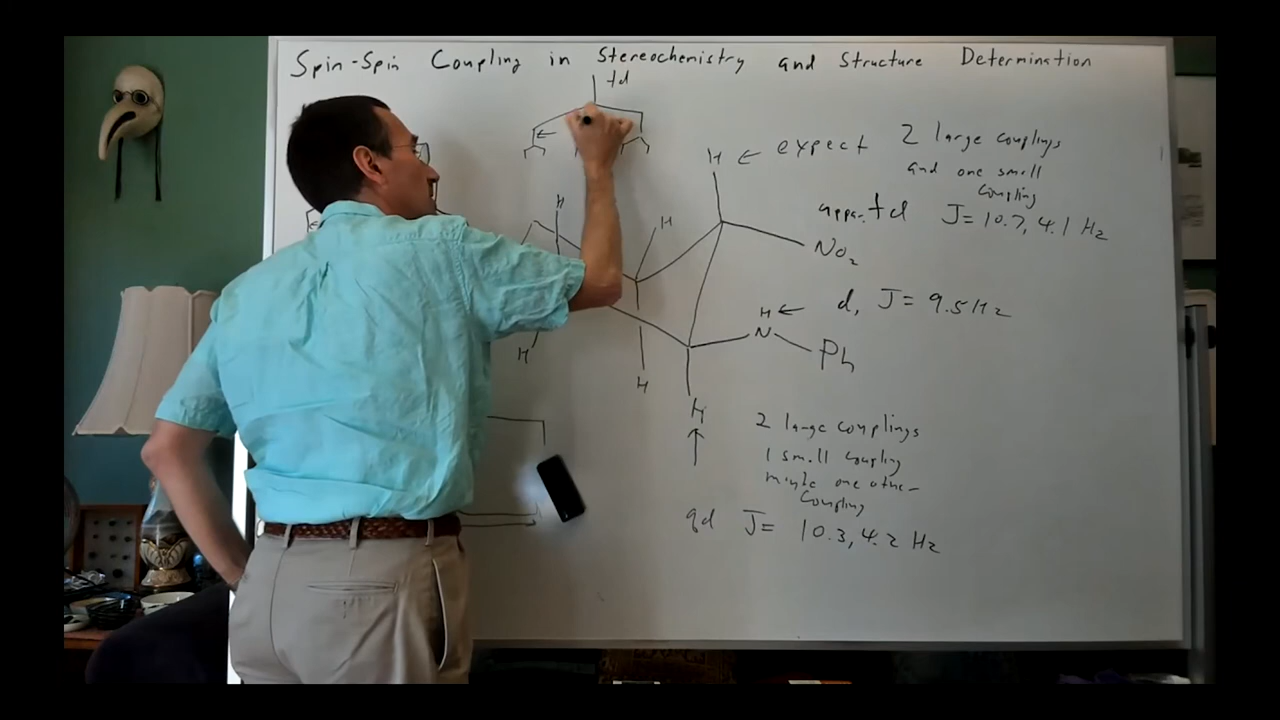 Spin-Spin Coupling in Stereochemistry and Structure Determination
td
H ← expect 2 large couplings
and one small
coupling
appar. td J= 10.7, 4.1 Hz
H
H
NO2
H ← d, J= 9.5 Hz
N
Ph
H
H
H
2 large couplings
1 small coupling
maybe one other
coupling
qd J= 10.3, 4.2 Hz